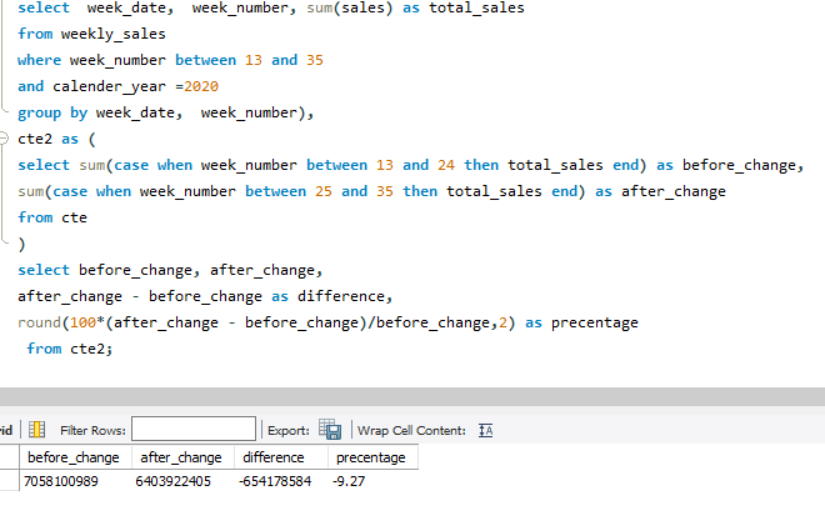 select week_date, week_number, sum(sales) as total_sales
from weekly_sales
where week_number between 13 and 35
and calender_year =2020
group by week_date, week_number),
cte2 as (
select sum(case when week_number between 13 and 24 then total_sales end) as before_change,
sum(case when week_number between 25 and 35 then total_sales end) as after_change
from cte
)
select before_change, after_change,
after_change - before_change as difference,
round(100*(after_change - before_change)/before_change,2) as precentage
from cte2;
id Filter Rows: Export: Wrap Cell Content: IA
before_change after_change difference precentage
7058100989 6403922405 -654178584 -9.27